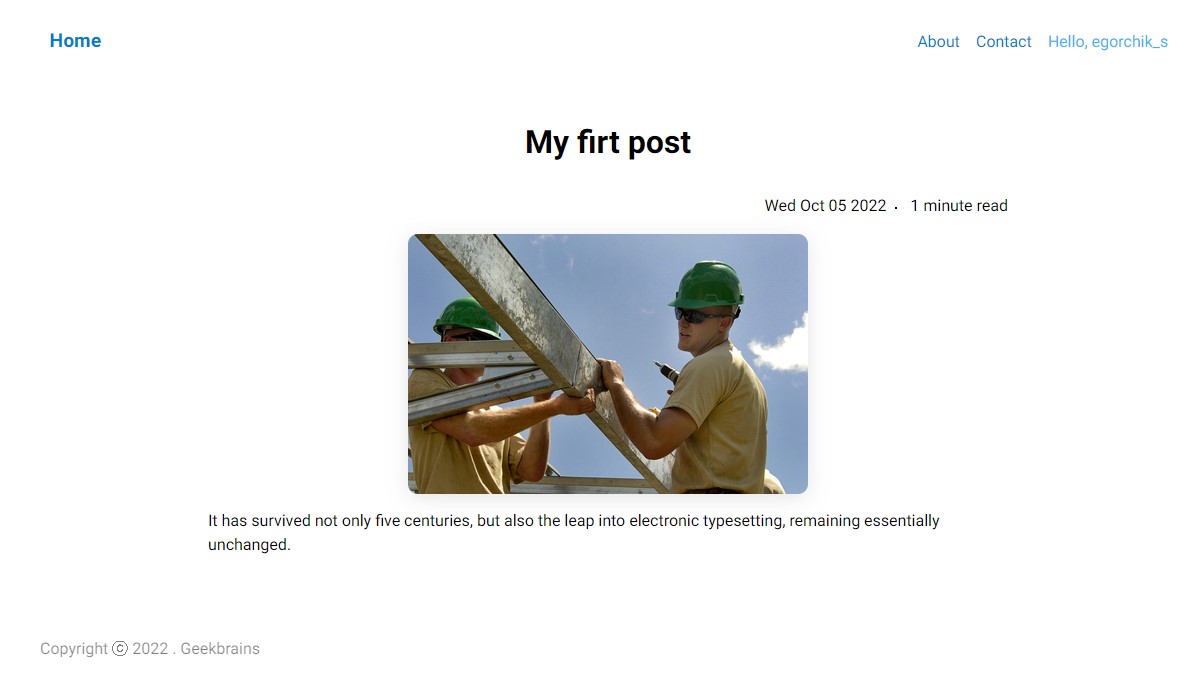 Home
About Contact Hello, egorchik_s
My firt post
Wed Oct 05 2022 · 1 minute read
It has survived not only five centuries, but also the leap into electronic typesetting, remaining essentially
unchanged.
Copyright ⓒ 2022 . Geekbrains